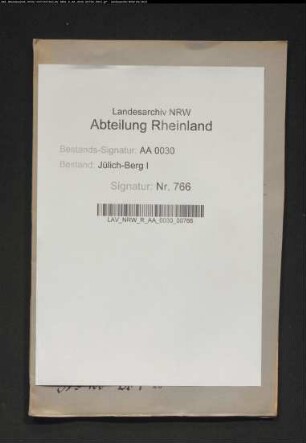 Landesarchiv NRW
Abteilung Rheinland
Bestands-Signatur: AA 0030
Bestand: Jülich-Berg I
Signatur: Nr. 766
LAV_NRW_R_AA_0030_00766